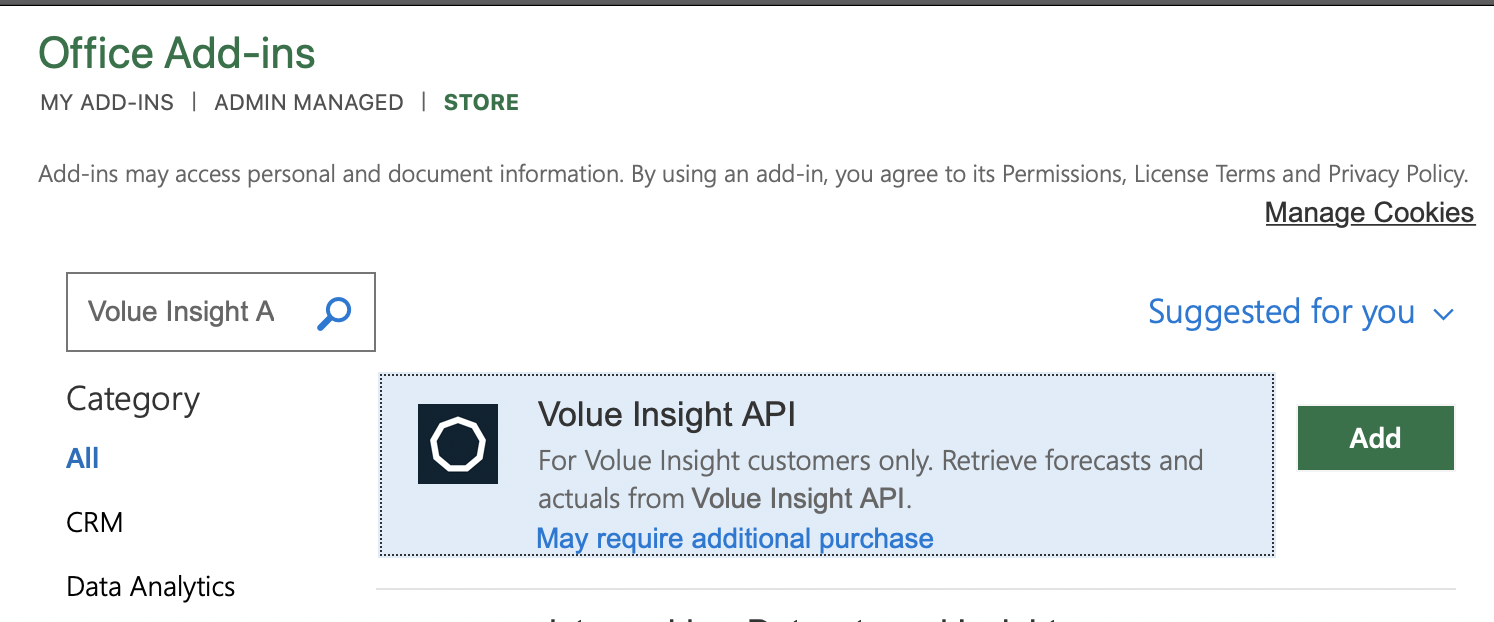 Office Add-ins
MY ADD-INS | ADMIN MANAGED | STORE
Add-ins may access personal and document information. By using an add-in, you agree to its Permissions, License Terms and Privacy Policy.
Manage Cookies
Volue Insight A
Suggested for you
Category
All
CRM
Data Analytics
Volue Insight API
For Volue Insight customers only. Retrieve forecasts and
actuals from Volue Insight API.
May require additional purchase
Add